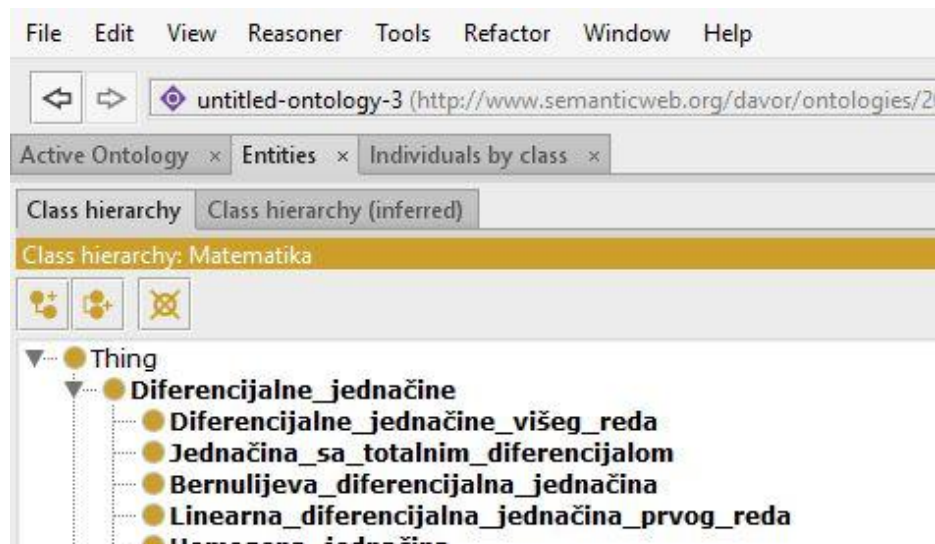 File Edit View Reasoner Tools Refactor Window Help
untitled-ontology-3 (http://www.semanticweb.org/davor/ontologies/2
Active Ontology × Entities × Individuals by class ×
Class hierarchy Class hierarchy (inferred)
Class hierarchy: Matematika
Thing
Diferencijalne_jednačine
Diferencijalne_jednačine_višeg_reda
Jednačina_sa_totalnim_diferencijalom
Bernulijeva_diferencijalna_jednačina
Linearna_diferencijalna_jednačina_prvog_reda